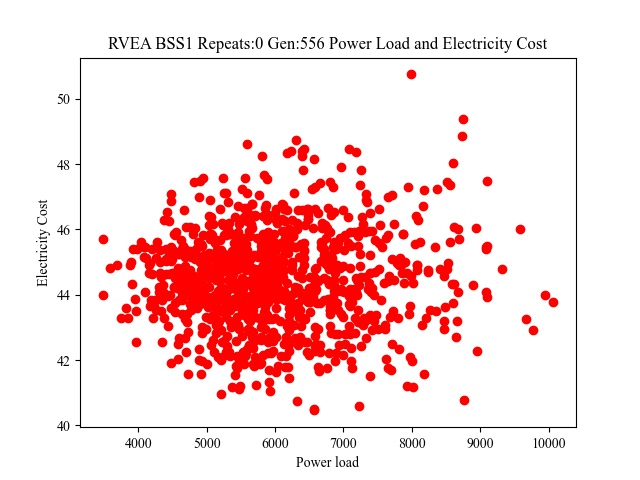 RVEA BSS1 Repeats:0 Gen:556 Power Load and Electricity Cost
50
48
46
44
42
40
Electricity Cost
4000 5000 6000 7000 8000 9000 10000
Power load